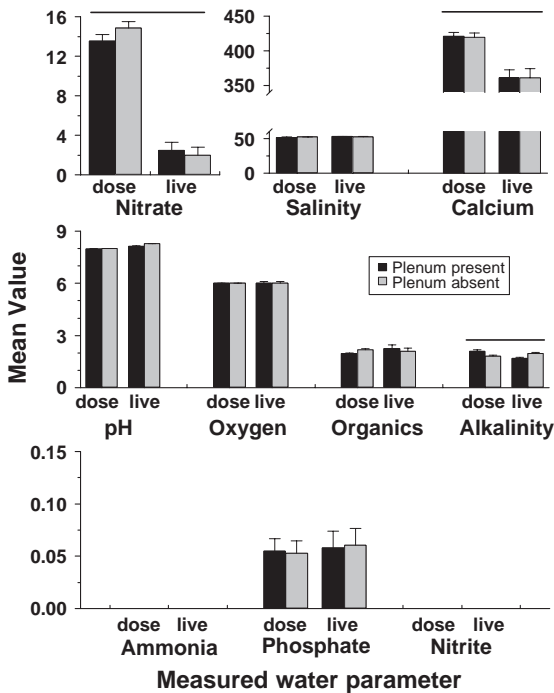 16
12
8
4
0
dose live
Nitrate
450
400
350
50
0
dose live
Salinity
dose live
Calcium
Mean Value
9
6
3
0
Plenum present
Plenum absent
dose live
pH
dose live
Oxygen
dose live
Organics
dose live
Alkalinity
0.15
0.10
0.05
0.00
dose live
Ammonia
dose live
Phosphate
dose live
Nitrite
Measured water parameter